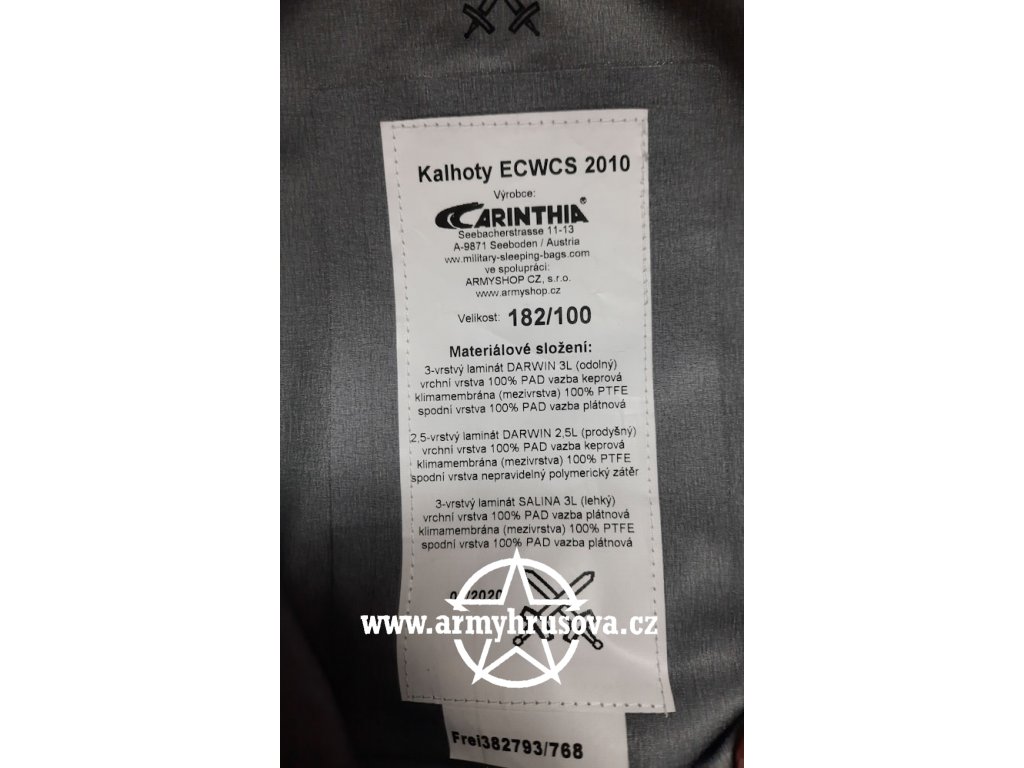 Kalhoty ECWCS 2010
Výrobce:
CARINTHIA®
Seebacherstrasse 11-13
A-9871 Seeboden / Austria
www.military-sleeping-bags.com
ve spolupráci:
ARMYSHOP CZ, s.r.o.
www.armyshop.cz
Velikost: 182/100
Materiálové složení:
3-vrstvý laminát DARWIN 3L (odolný)
vrchní vrstva 100% PAD vazba keprová
klimamembrána (mezivrstva) 100% PTFE
spodní vrstva 100% PAD vazba plátnová
2,5-vrstvý laminát DARWIN 2,5L (prodyšný)
vrchní vrstva 100% PAD vazba keprová
klimamembrána (mezivrstva) 100% PTFE
spodní vrstva nepravidelný polymerický zátěr
3-vrstvý laminát SALINA 3L (lehký)
vrchní vrstva 100% PAD vazba plátnová
klimamembrána (mezivrstva) 100% PTFE
spodní vrstva 100% PAD vazba plátnová
/2020
www.armyhrusova.cz
Frei382793/768